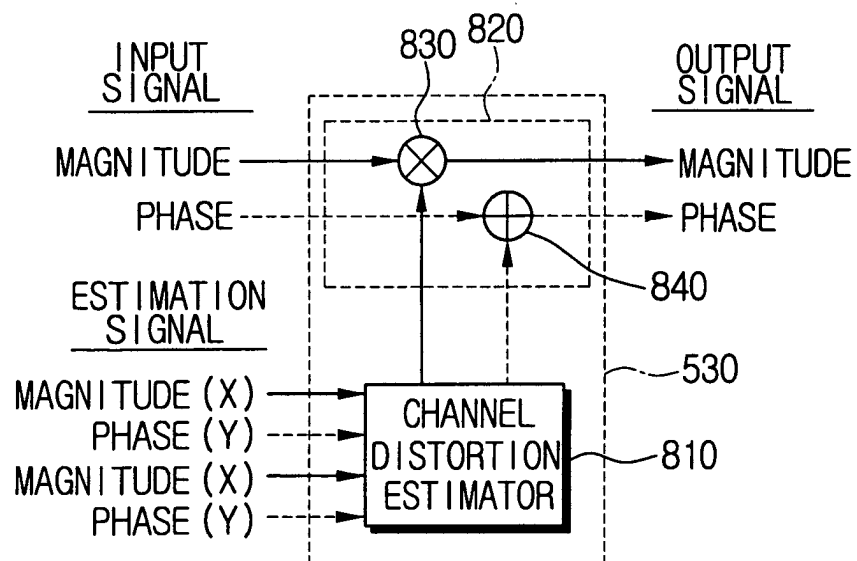 INPUT
SIGNAL
830
820
OUTPUT
SIGNAL
MAGNITUDE
MAGNITUDE
PHASE
PHASE
840
ESTIMATION
SIGNAL
530
MAGNITUDE (X)
PHASE (Y)
MAGNITUDE (X)
PHASE (Y)
CHANNEL
DISTORTION
ESTIMATOR
810